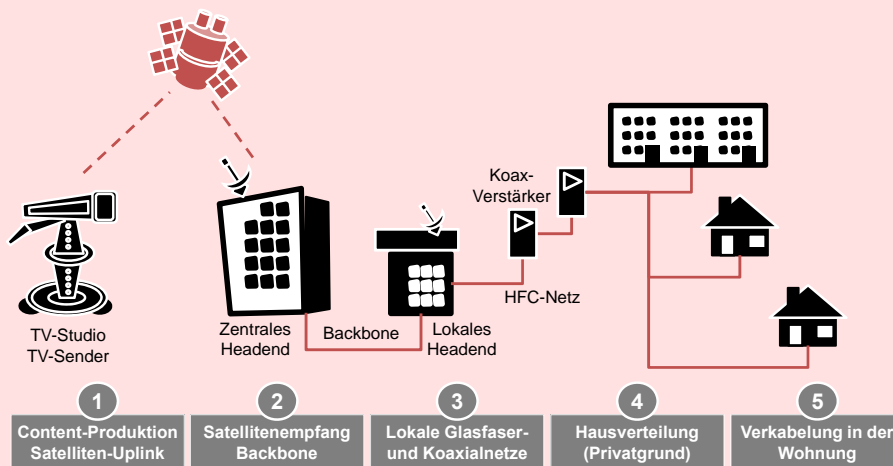 Koax-
Verstärker
HFC-Netz
TV-Studio
TV-Sender
Zentrales
Headend
Backbone
Lokales
Headend
1
Content-Produktion
Satelliten-Uplink
2
Satellitenempfang
Backbone
3
Lokale Glasfaser-
und Koaxialnetze
4
Hausverteilung
(Privatgrund)
5
Verkabelung in der
Wohnung